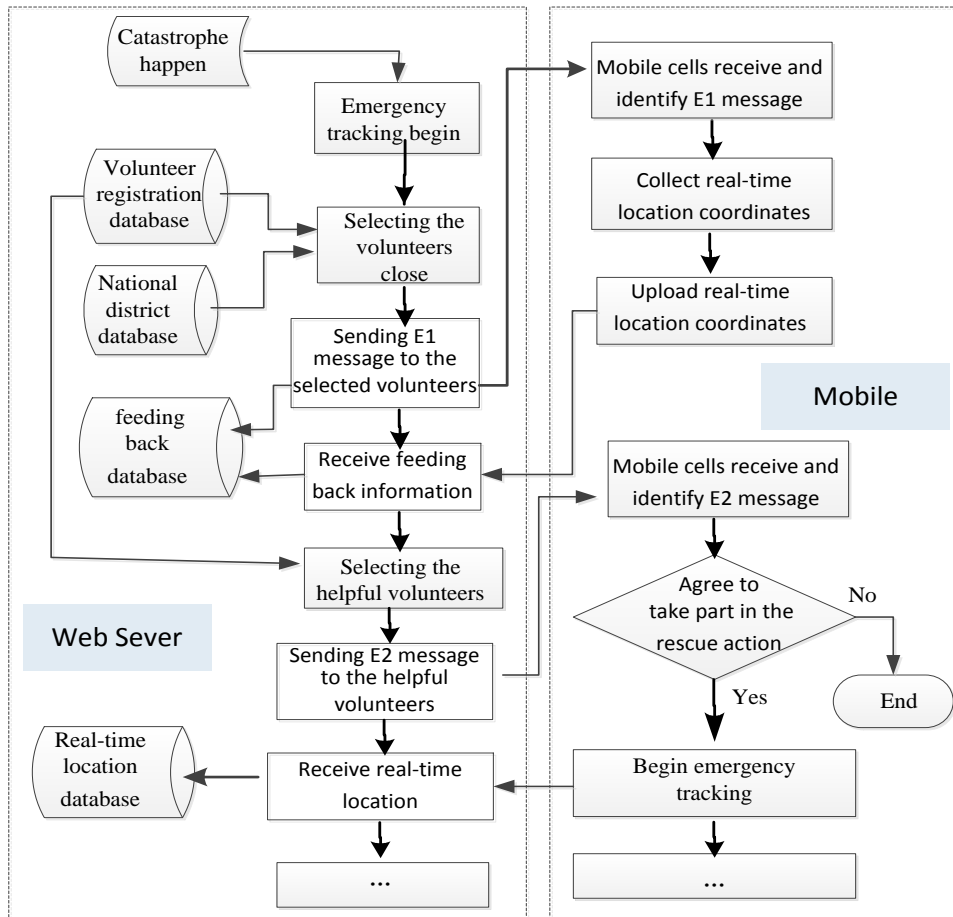 Catastrophe
happen
Emergency
tracking begin
Volunteer
registration
database
Selecting the
volunteers
close
National
district
database
Sending E1
message to the
selected volunteers
feeding
back
database
Receive feeding
back information
Selecting the
helpful volunteers
Web Sever
Sending E2 message
to the helpful
volunteers
Real-time
location
database
Receive real-time
location
...
Mobile cells receive and
identify E1 message
Collect real-time
location coordinates
Upload real-time
location coordinates
Mobile
Mobile cells receive and
identify E2 message
Agree to
take part in the
rescue action
No
End
Yes
Begin emergency
tracking
...